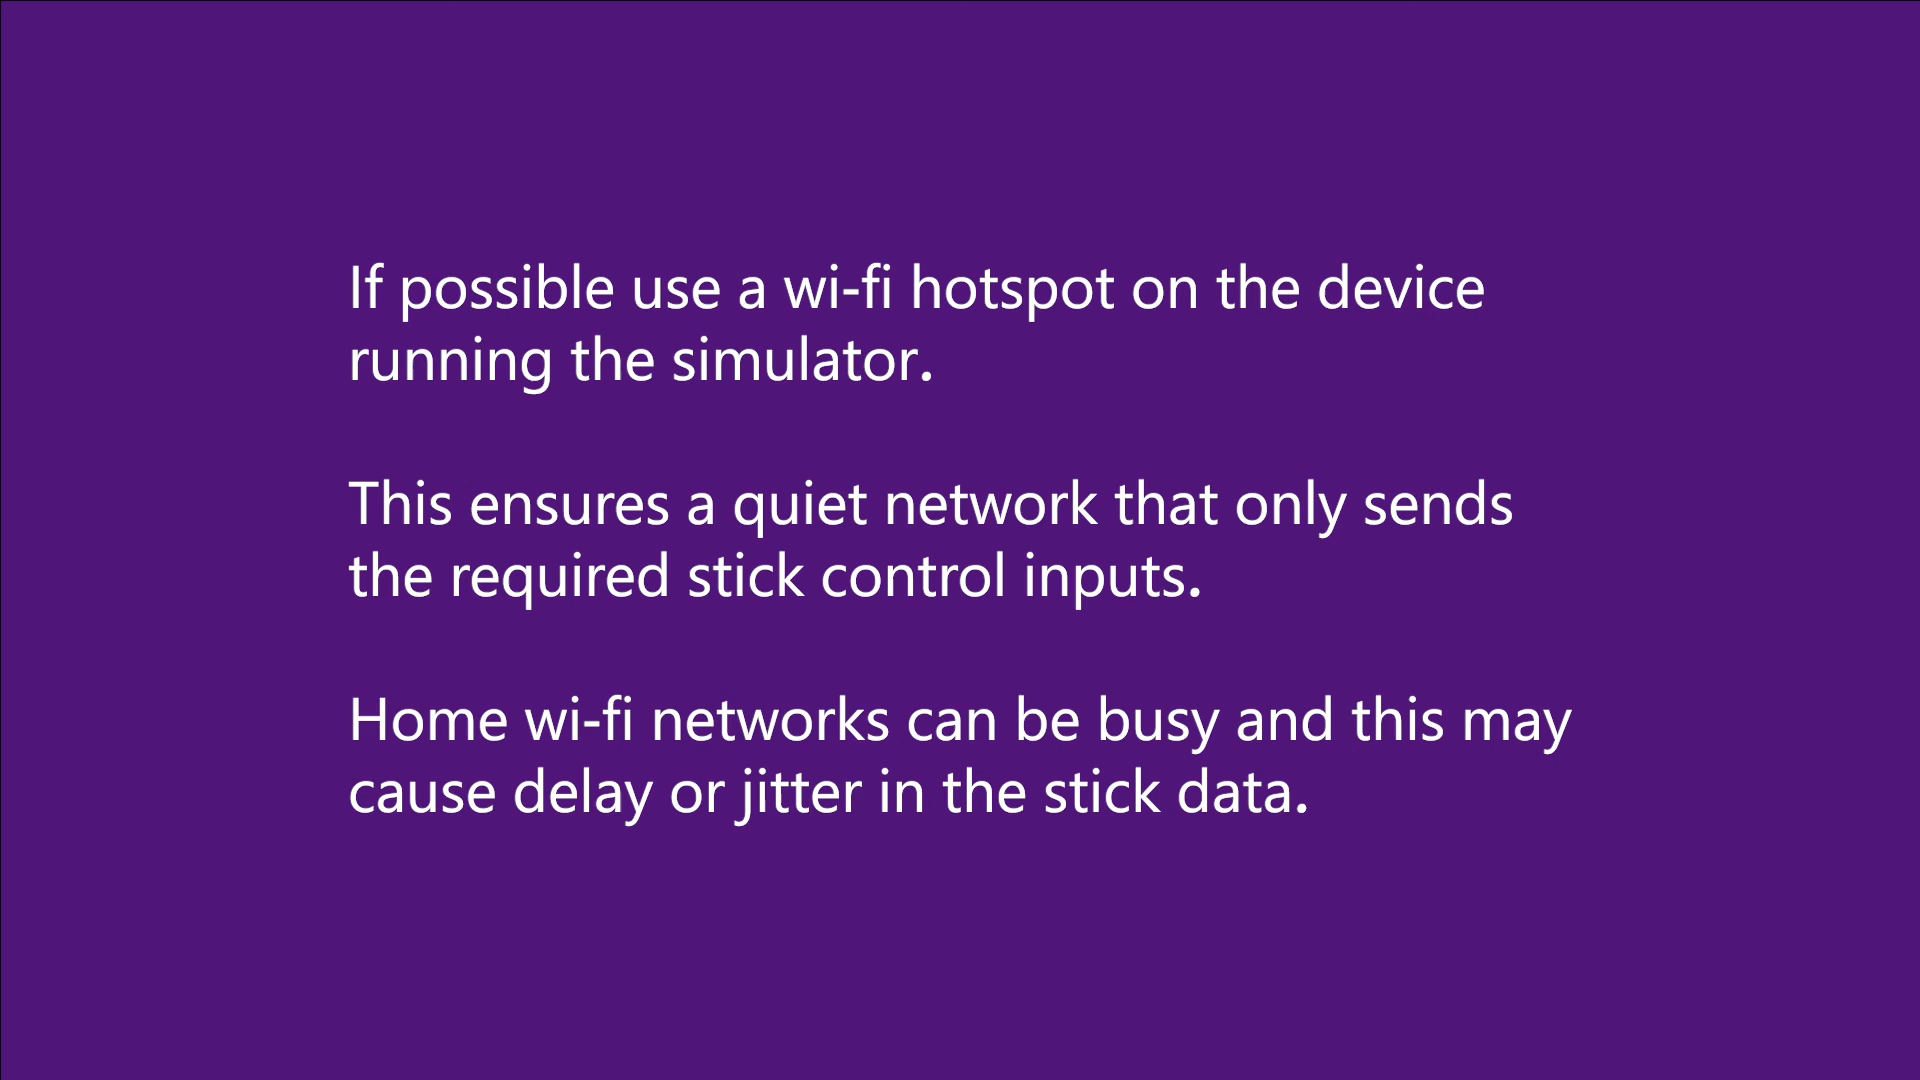 If possible use a wi-fi hotspot on the device
running the simulator.
This ensures a quiet network that only sends
the required stick control inputs.
Home wi-fi networks can be busy and this may
cause delay or jitter in the stick data.